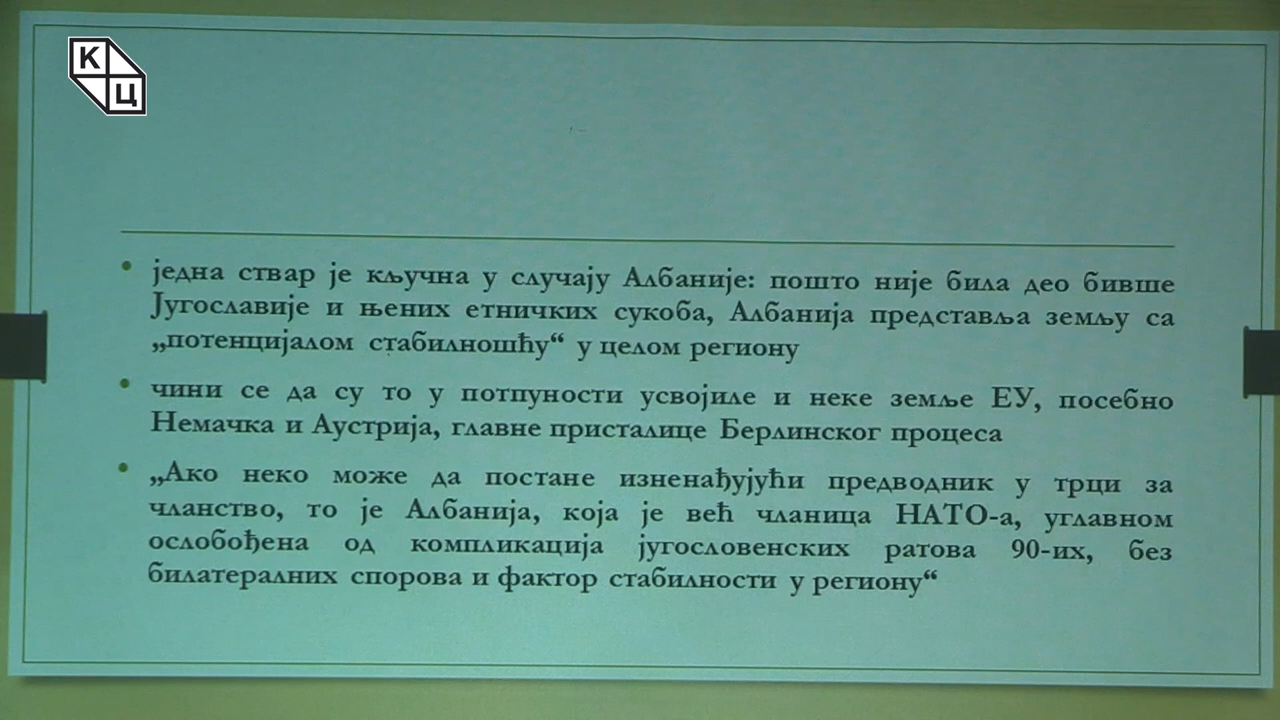 К
Ц
• једна ствар је кључна у случају Албаније: пошто није била део бивше
Југославије и њених етничких сукоба, Албанија представља земљу са
„потенцијалом стабилношћу“ у целом региону
• чини се да су то у потпуности усвојиле и неке земље ЕУ, посебно
Немачка и Аустрија, главне присталице Берлинског процеса
• „Ако неко може да постане изненађујући предводник у трци за
чланство, то је Албанија, која је већ чланица НАТО-а, углавном
ослобођена од компликација југословенских ратова 90-их, без
билатералних спорова и фактор стабилности у региону“